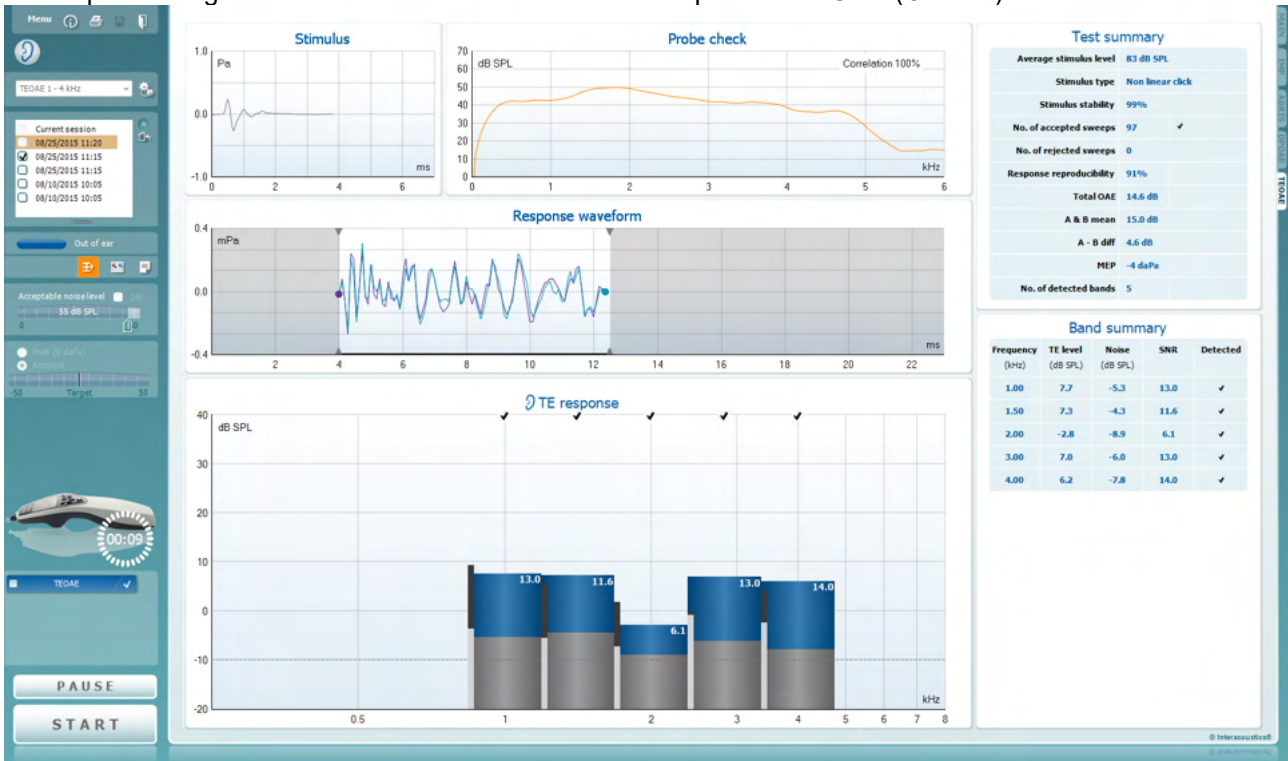 Menu
TEOAE 1 - 4 kHz
Current session
08/25/2015 11:20
08/25/2015 11:15
08/25/2015 11:15
08/10/2015 10:05
08/10/2015 10:05
Out of ear
Acceptable noise level Off
55 dB SPL
0
Peak (0 daPa)
Ambient
-50 Target 50
00:09
TEOAE
PAUSE
START
Stimulus
1.0
Pa
0.0
-1.0
ms
0 2 4 6
Probe check
70
dB SPL
Correlation 100%
60
50
40
30
20
10
0
kHz
0 1 2 3 4 5 6
Response waveform
0.4
mPa
0.0
-0.4
ms
2 4 6 8 10 12 14 16 18 20 22
TE response
40
dB SPL
30
20
10
0
-10
-20
13.0 11.6 6.1 13.0 14.0
kHz
0.5 1 2 3 4 5 6 7 8
Test summary
Average stimulus level 83 dB SPL
Stimulus type Non linear click
Stimulus stability 99%
No. of accepted sweeps 97
No. of rejected sweeps 0
Response reproducibility 91%
Total OAE 14.6 dB
A & B mean 15.0 dB
A - B diff 4.6 dB
MEP -4 daPa
No. of detected bands 5
Band summary
Frequency TE level Noise SNR Detected
(kHz) (dB SPL) (dB SPL)
1.00 7.7 -5.3 13.0
1.50 7.3 -4.3 11.6
2.00 -2.8 -8.9 6.1
3.00 7.0 -6.0 13.0
4.00 6.2 -7.8 14.0
© Interacoustics®
TEOAE